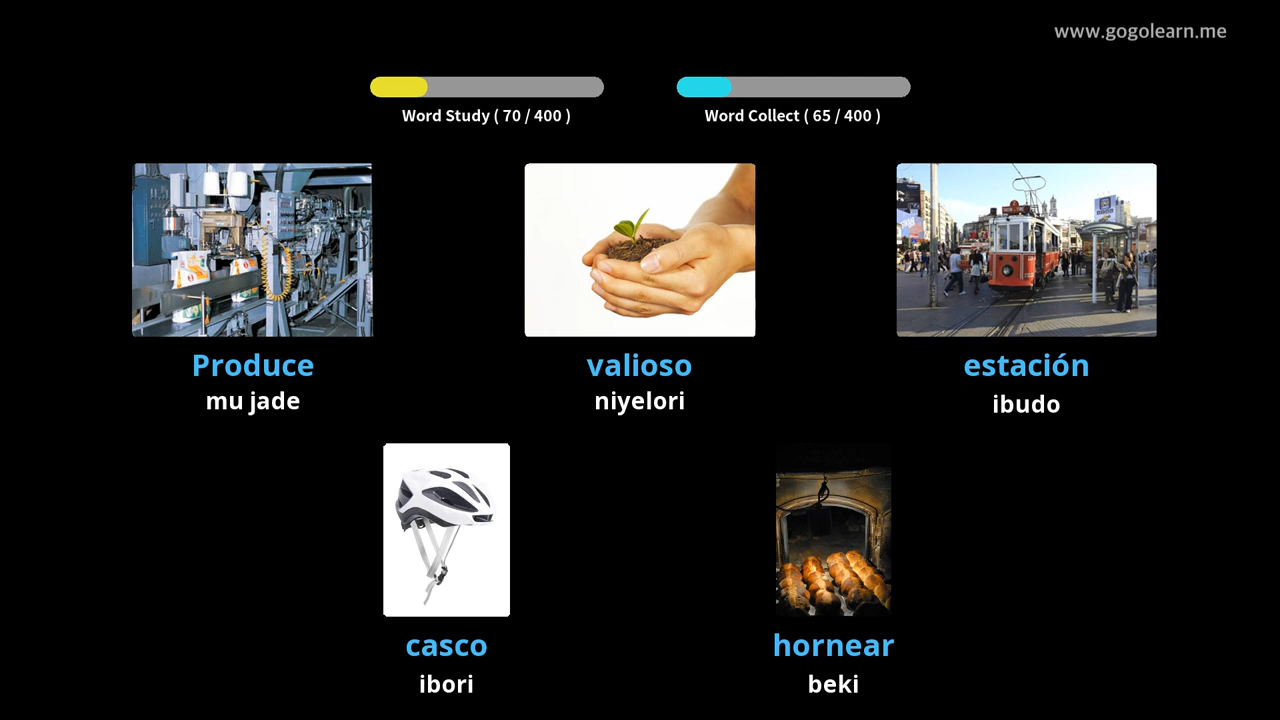 www.gogolearn.me
Word Study ( 70 / 400 )
Word Collect ( 65 / 400 )
Produce
mu jade
valioso
niyelori
estación
ibudo
casco
ibori
hornear
beki